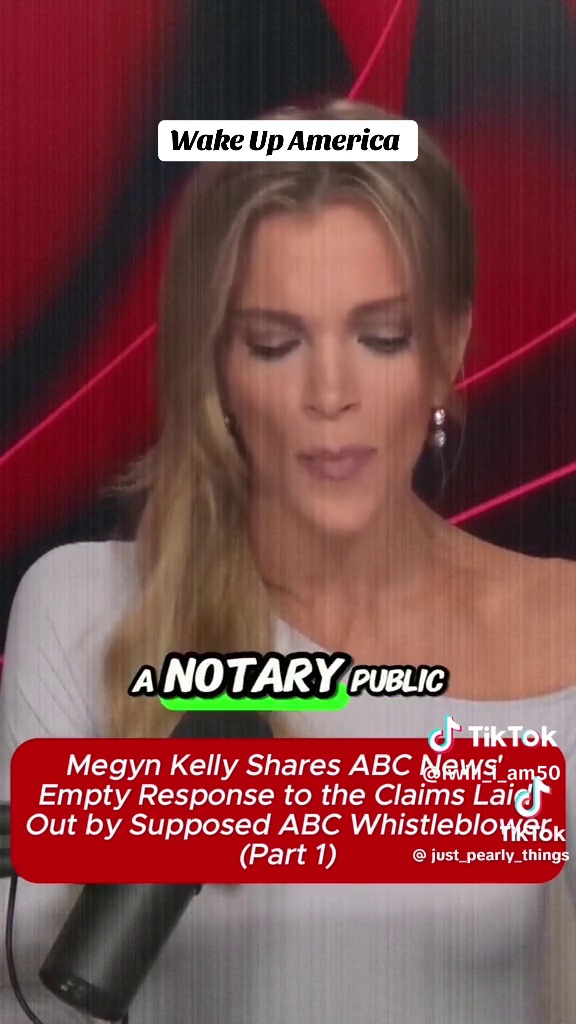 Wake Up America
A NOTARY PUBLIC
TikTok
Megyn Kelly Shares ABC News'
@iwill_i_am50
Empty Response to the Claims Laid
Out by Supposed ABC Whistleblower
TikTok
(Part 1)
@ just_pearly_things